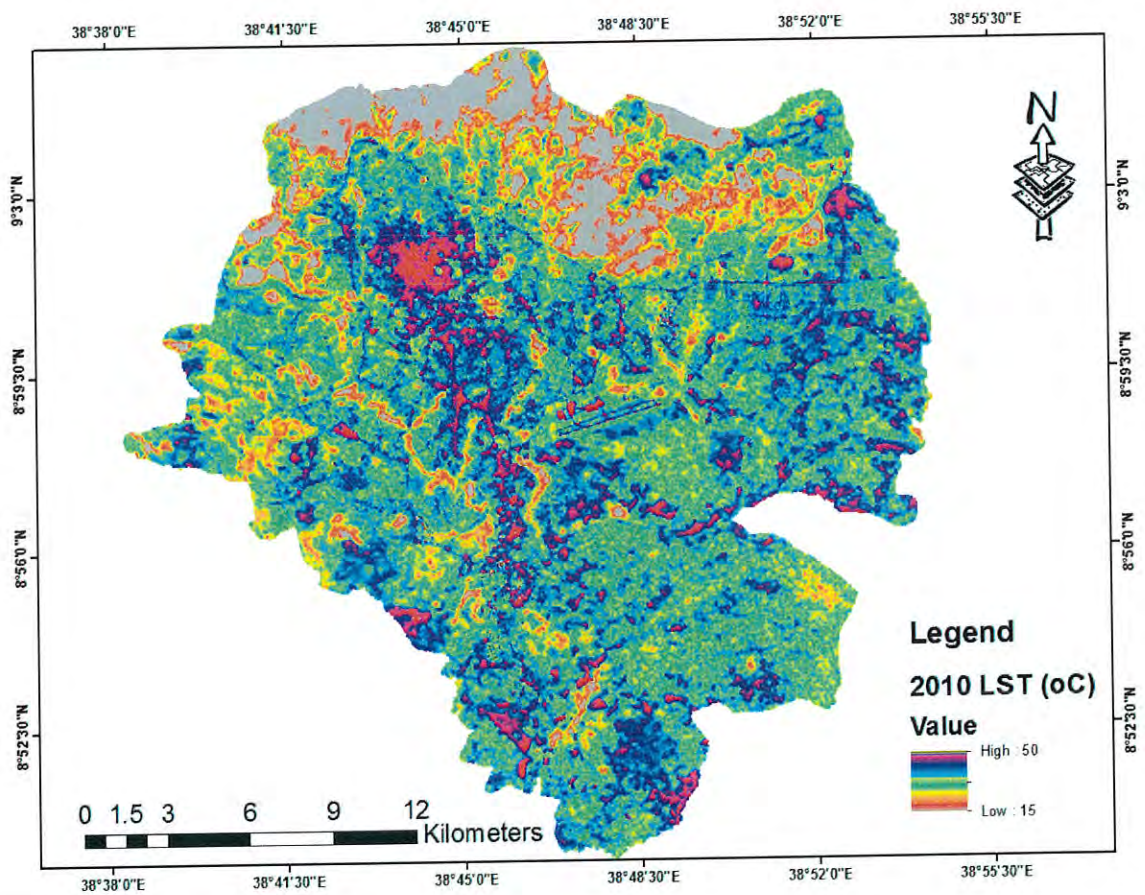 38°38'0"E 38°41'30"E 38°45'0"E 38°48'30"E 38°52'0"E 38°55'30"E
N
9°3'0"N 9°3'0"N
8°59'30"N 8°59'30"N
8°56'0"N 8°56'0"N
8°52'30"N 8°52'30"N
Legend
2010 LST (oC)
Value
High : 50
Low : 15
0 1.5 3 6 9 12
Kilometers
38°38'0"E 38°41'30"E 38°45'0"E 38°48'30"E 38°52'0"E 38°55'30"E